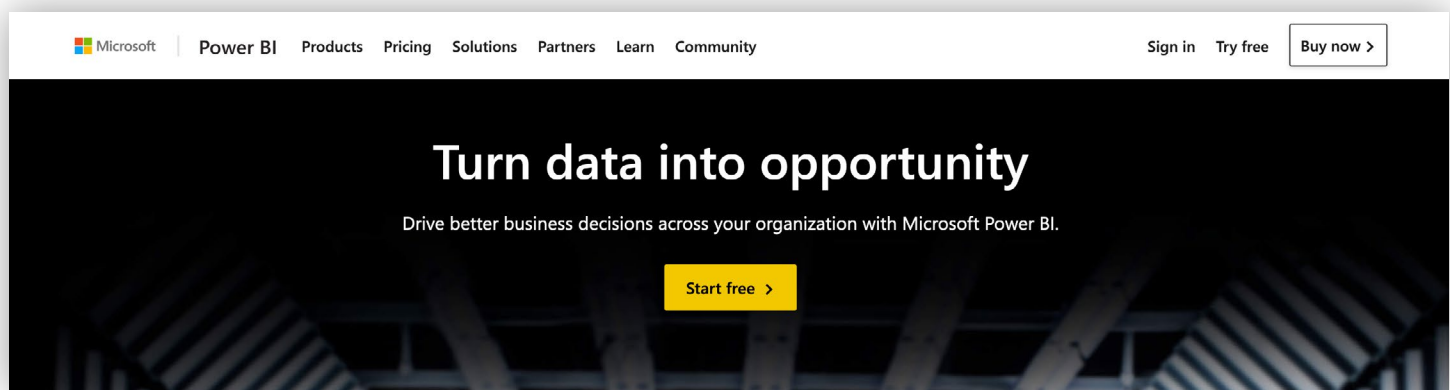 Microsoft Power BI Products Pricing Solutions Partners Learn Community Sign in Try free Buy now >
Turn data into opportunity
Drive better business decisions across your organization with Microsoft Power BI.
Start free >